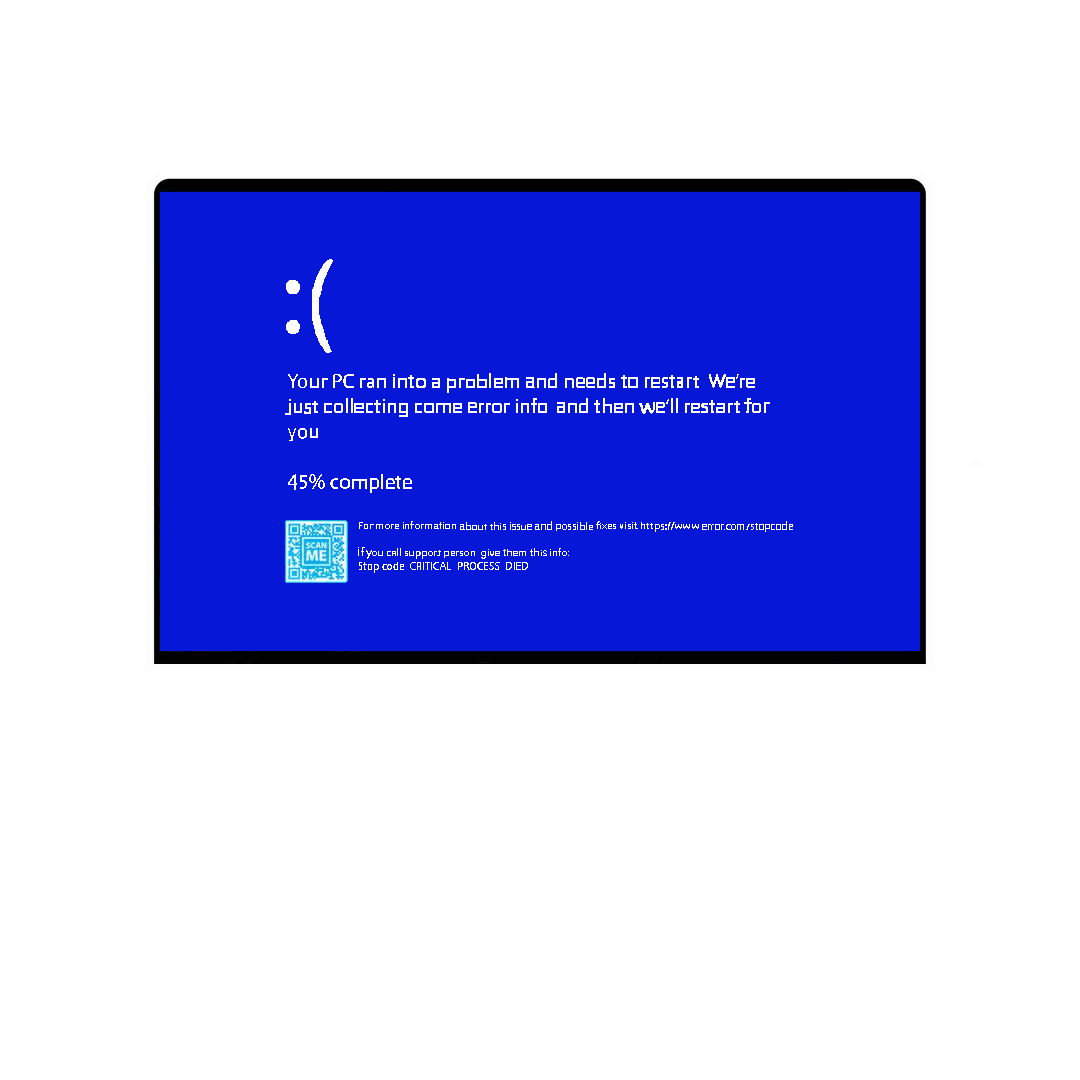 :(
Your PC ran into a problem and needs to restart We're
just collecting come error info and then we'll restart for
you
45% complete
SCAN
ME
For more information about this issue and possible fixes visit https://www error.com/stopcode
if you call support person give them this info:
Stop code CRITICAL PROCESS DIED